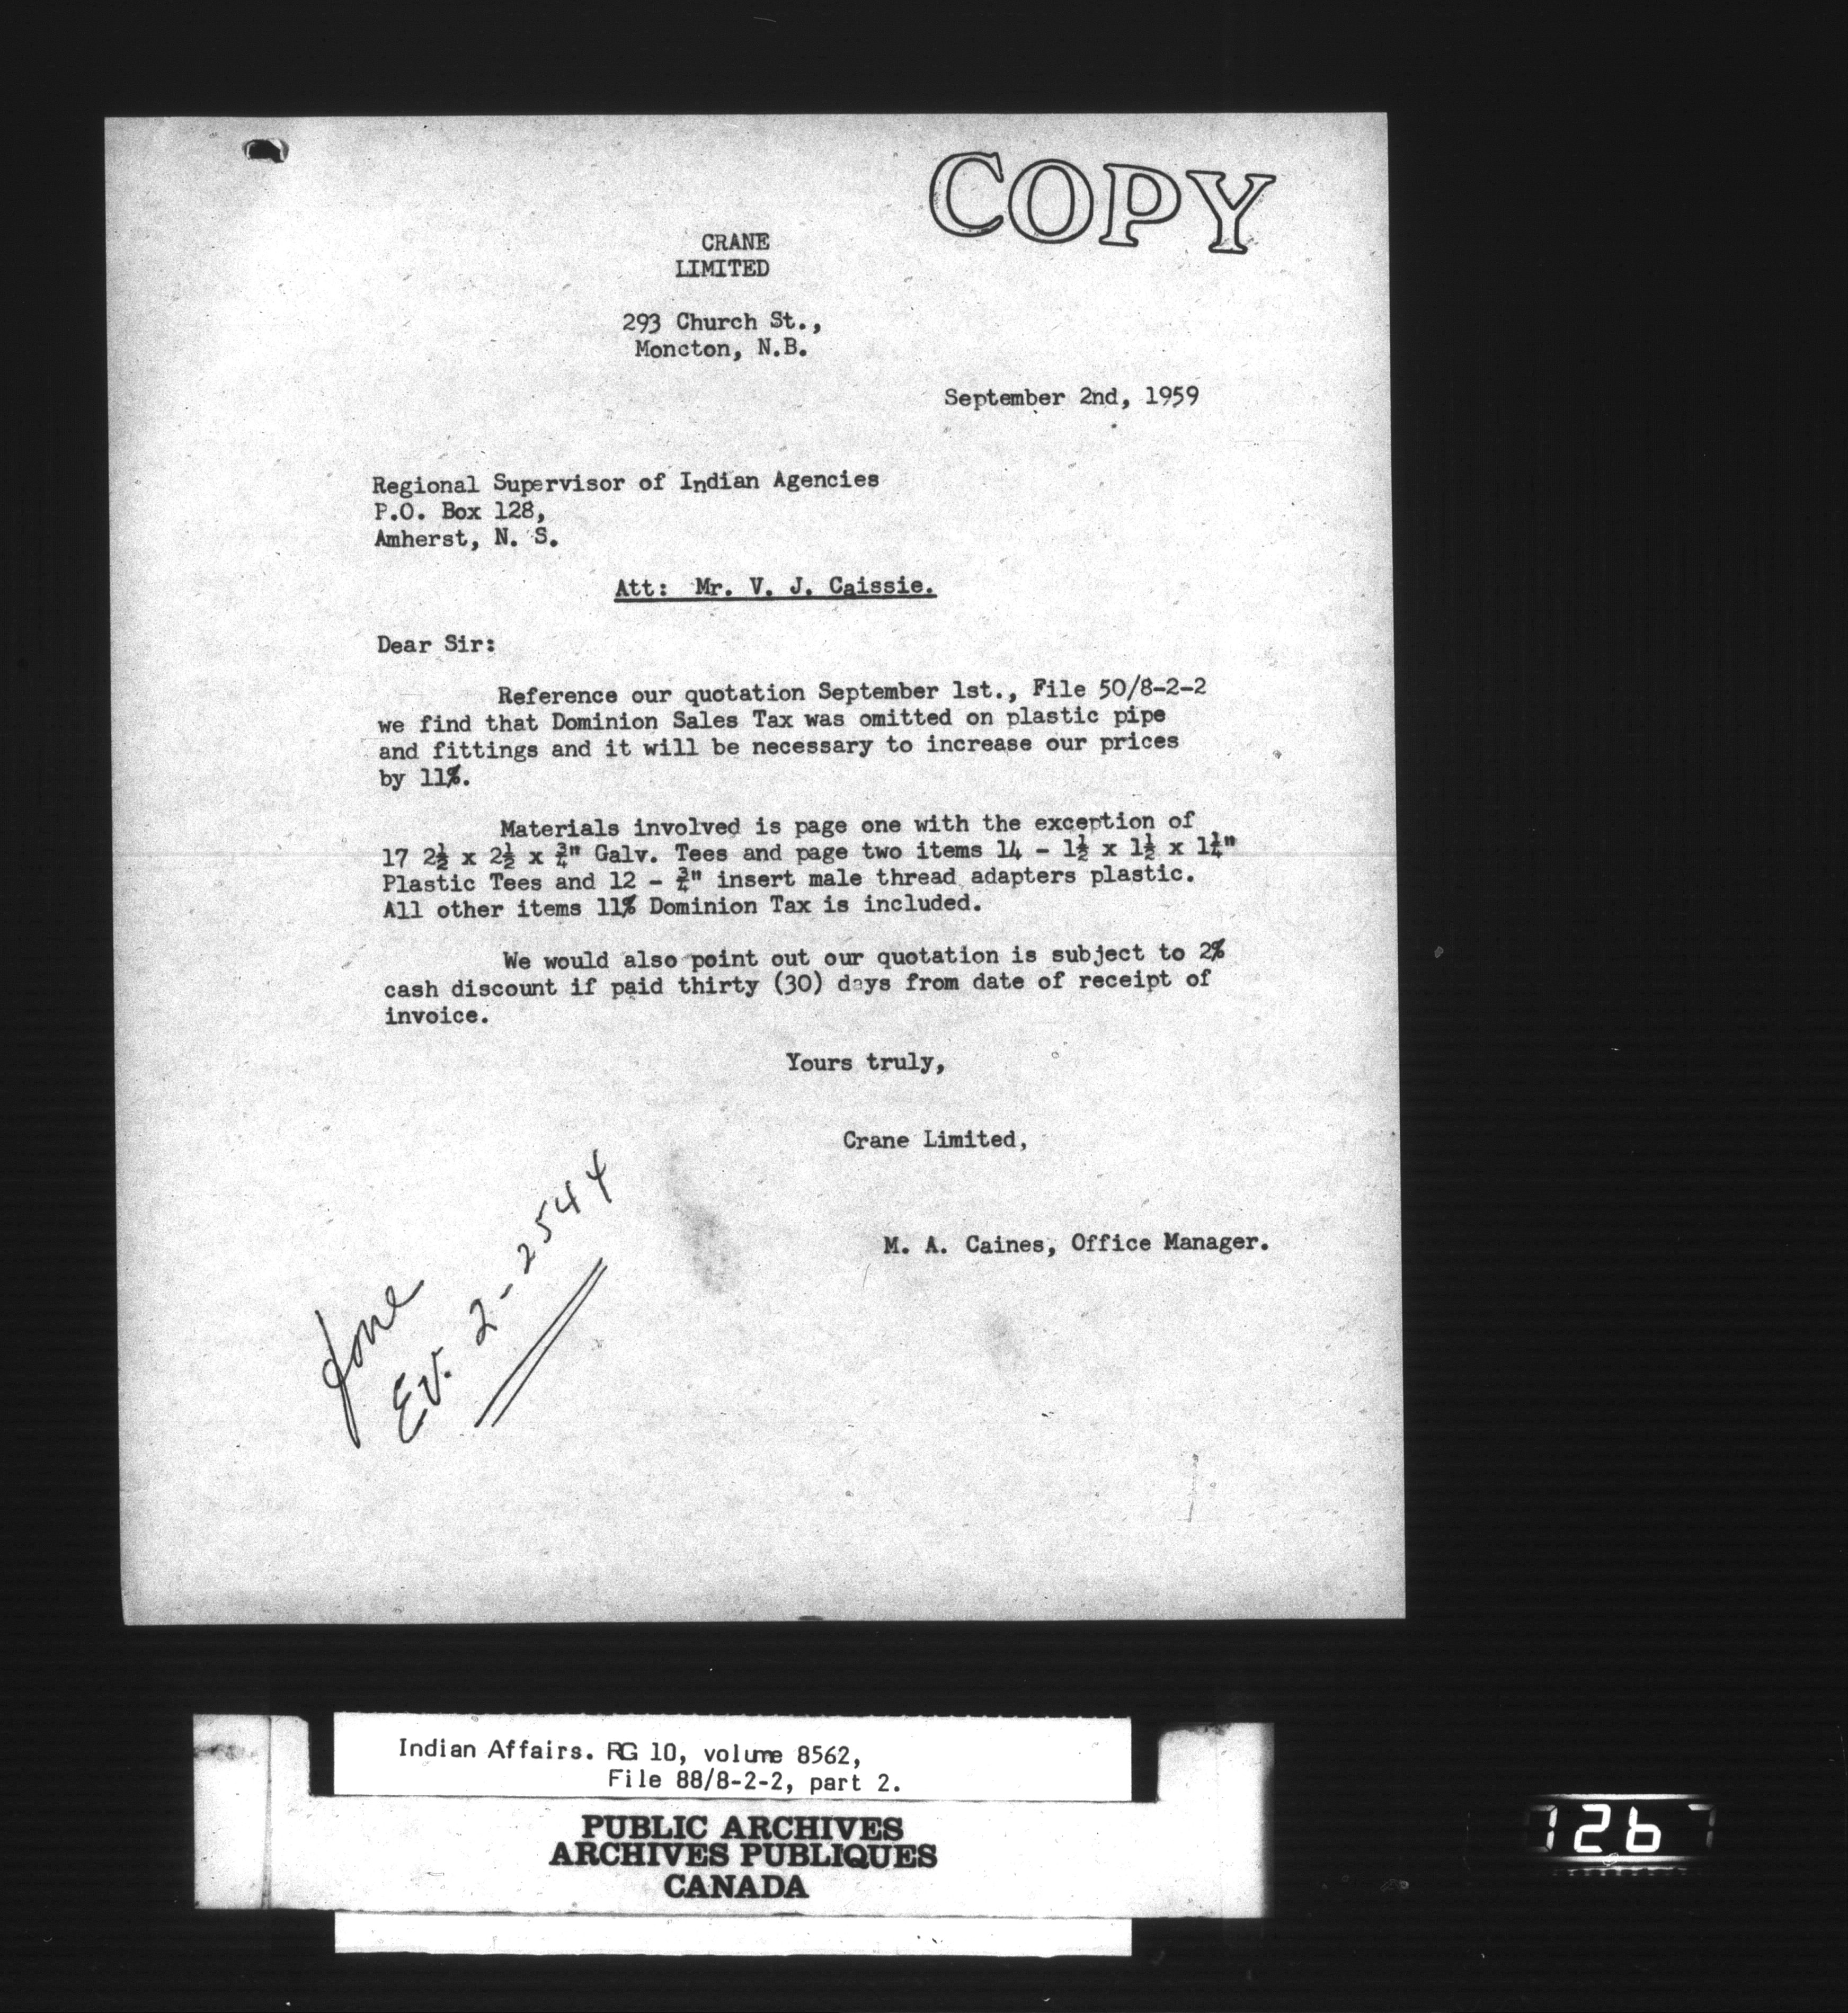 COPY
CRANE
LIMITED
293 Church St.,
Moncton, N.B.
September 2nd, 1959
Regional Supervisor of Indian Agencies
P.O. Box 128,
Amherst, N. S.
Att: Mr. V. J. Caissie.
Dear Sir:
Reference our quotation September 1st., File 50/8-2-2
we find that Dominion Sales Tax was omitted on plastic pipe
and fittings and it will be necessary to increase our prices
by 11%.
Materials involved is page one with the exception of
17 2½ x 2½ x ¾" Galv. Tees and page two items 14 - 1½ x 1½ x 1¼"
Plastic Tees and 12 - ¾" insert male thread adapters plastic.
All other items 11% Dominion Tax is included.
We would also point out our quotation is subject to 2%
cash discount if paid thirty (30) days from date of receipt of
invoice.
Yours truly,
Crane Limited,
M. A. Caines, Office Manager.
Ev. 2-2544
Indian Affairs. RG 10, volume 8562,
File 88/8-2-2, part 2.
PUBLIC ARCHIVES
ARCHIVES PUBLIQUES
CANADA